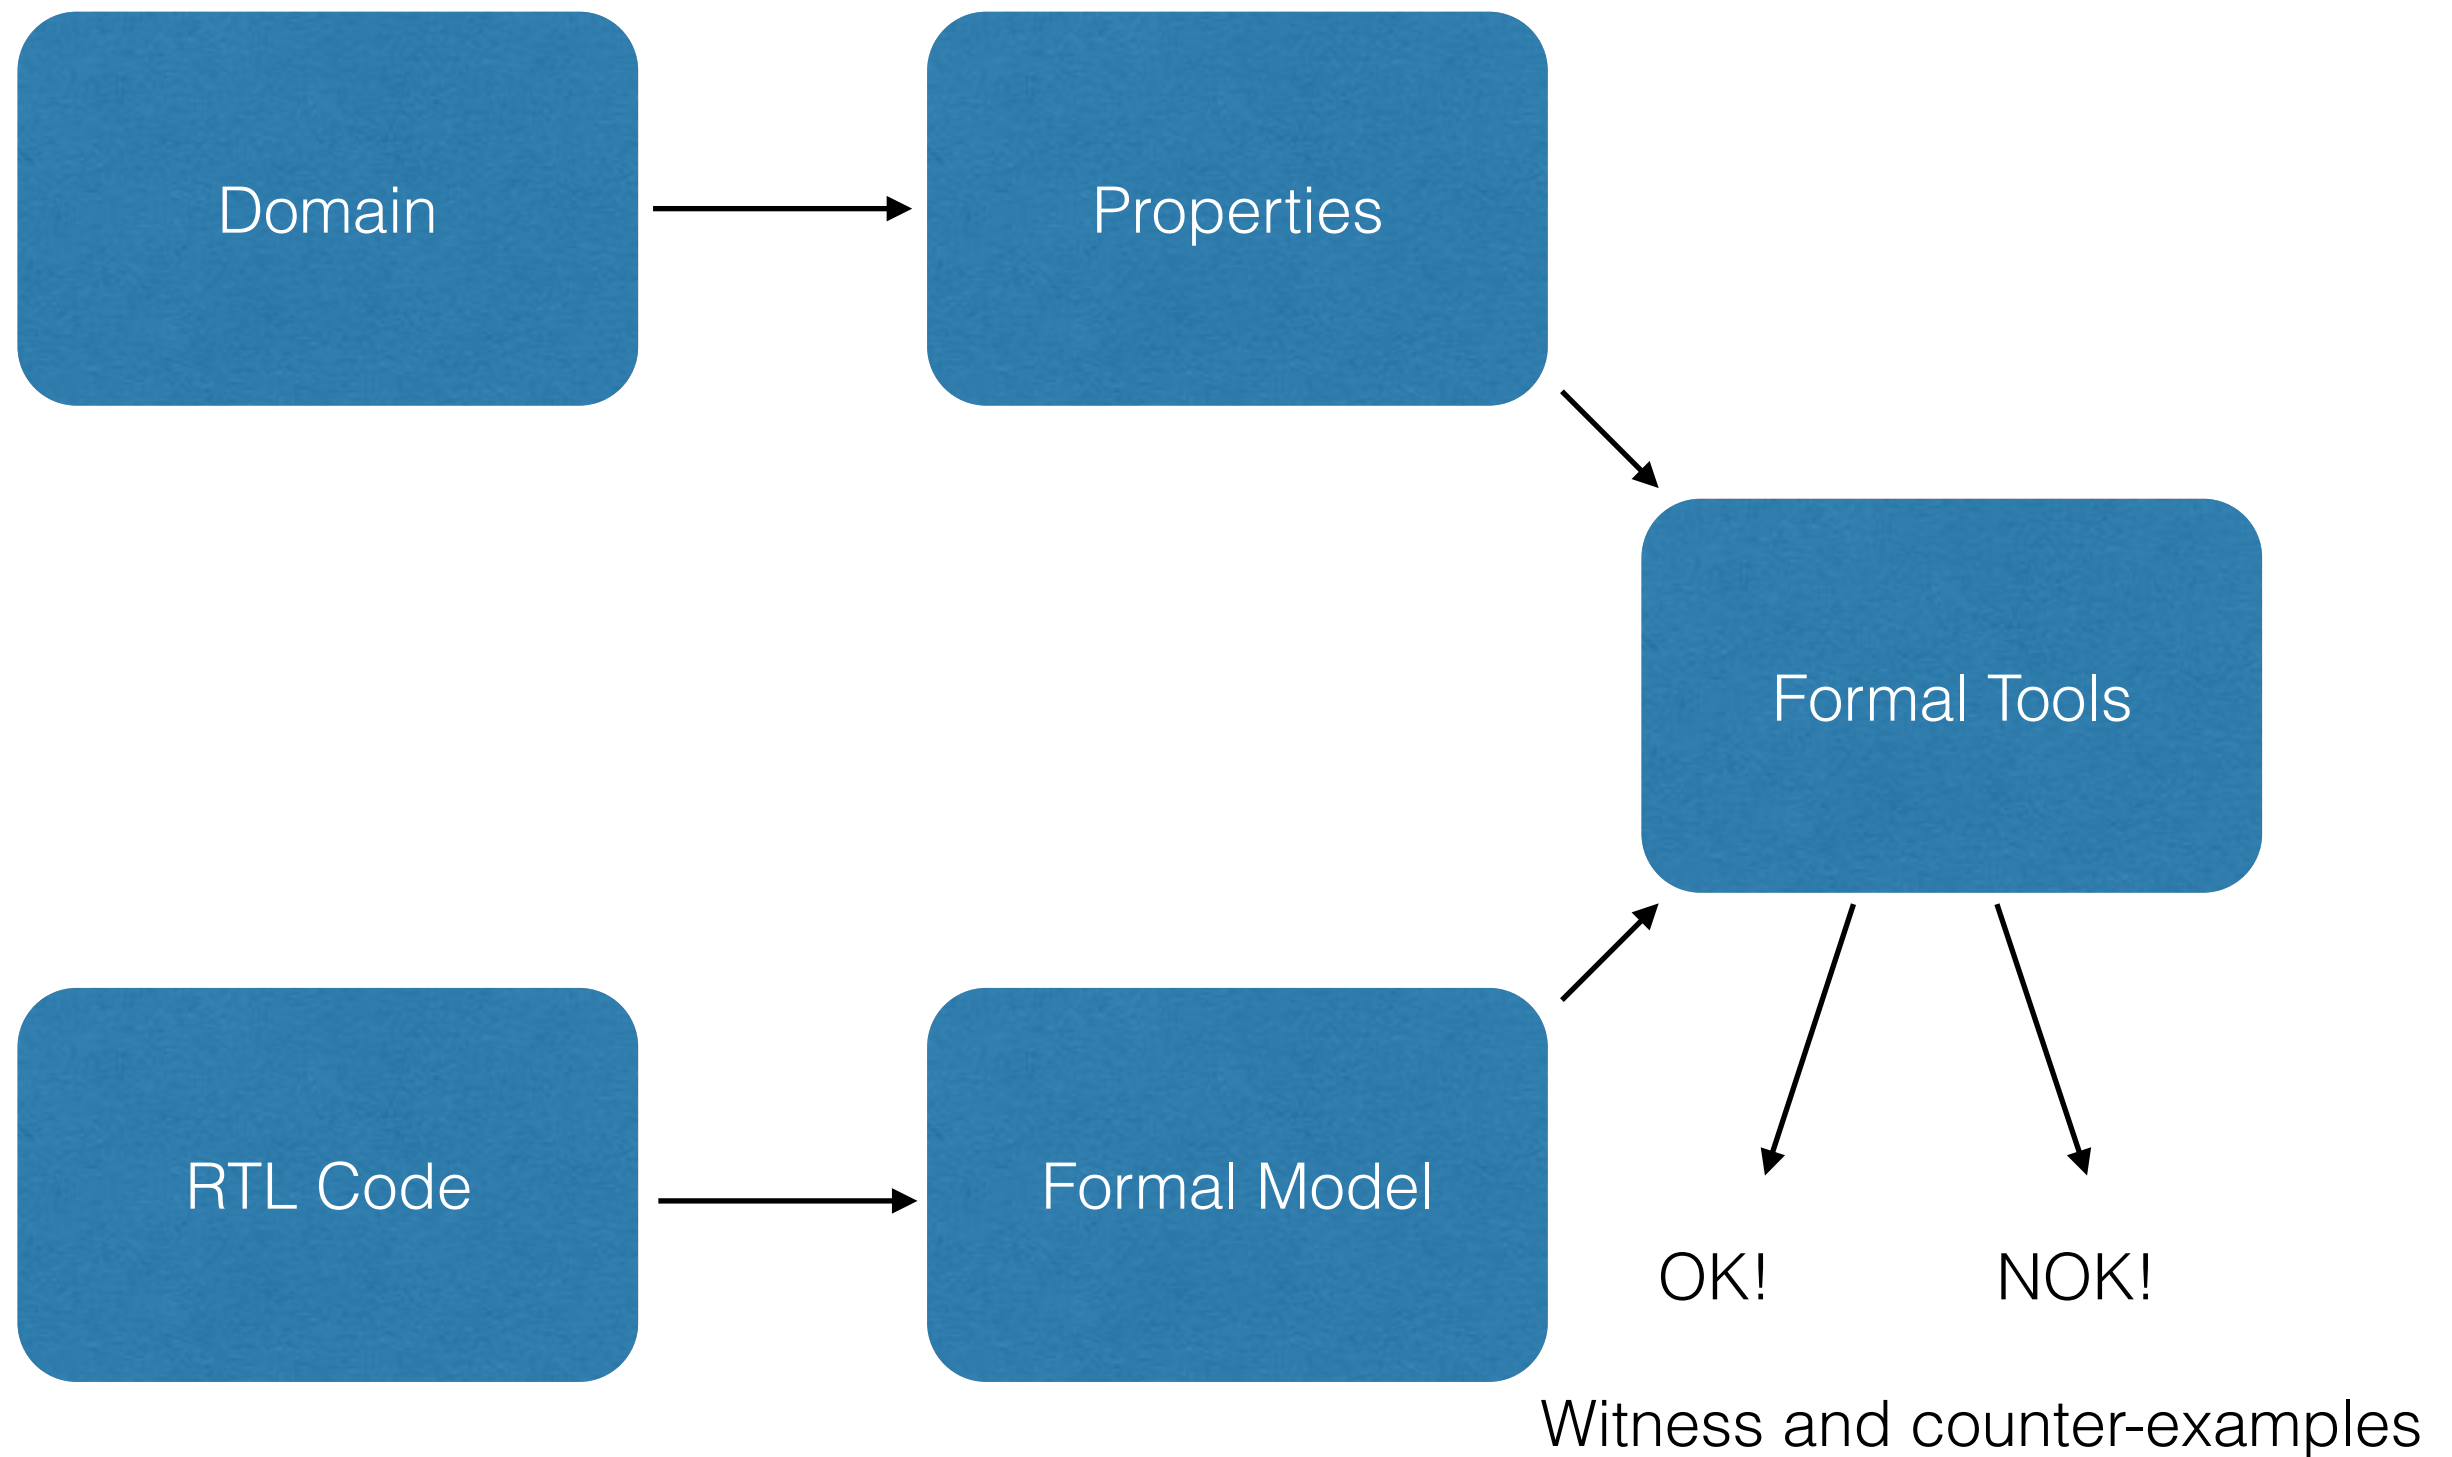 Domain
Properties
Formal Tools
RTL Code
Formal Model
OK!
NOK!
Witness and counter-examples